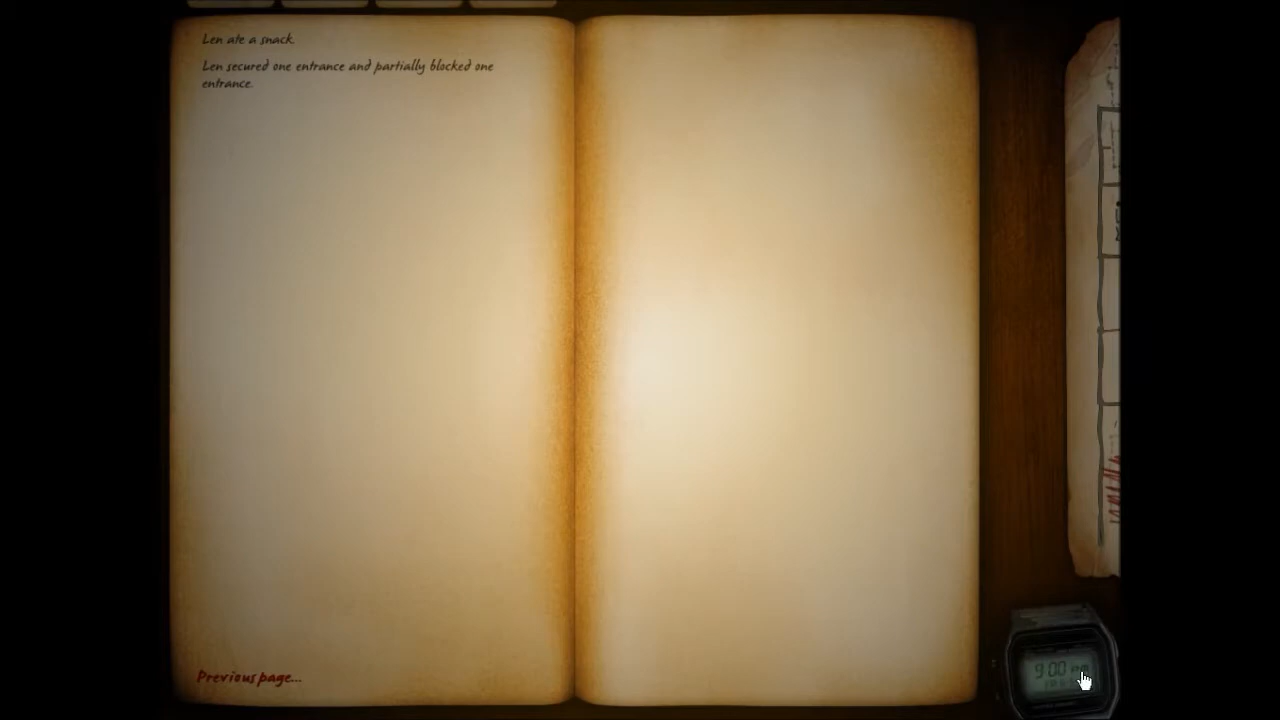 Len ate a snack.
Len secured one entrance and partially blocked one
entrance.
Previous page...
9:00